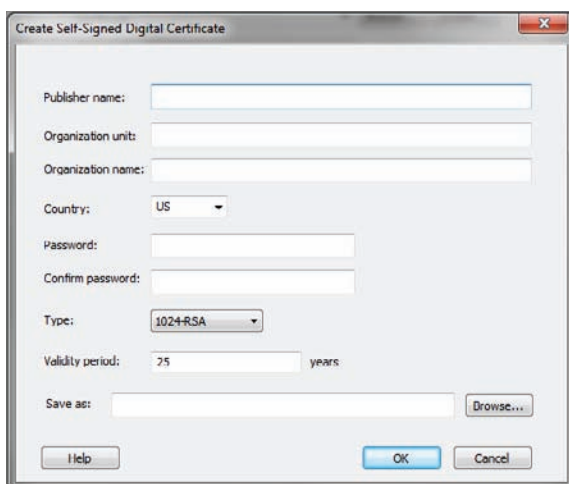 Create Self-Signed Digital Certificate
Publisher name:
Organization unit:
Organization name:
Country: US
Password:
Confirm password:
Type: 1024-RSA
Validity period: 25 years
Save as: Browse...
Help OK Cancel